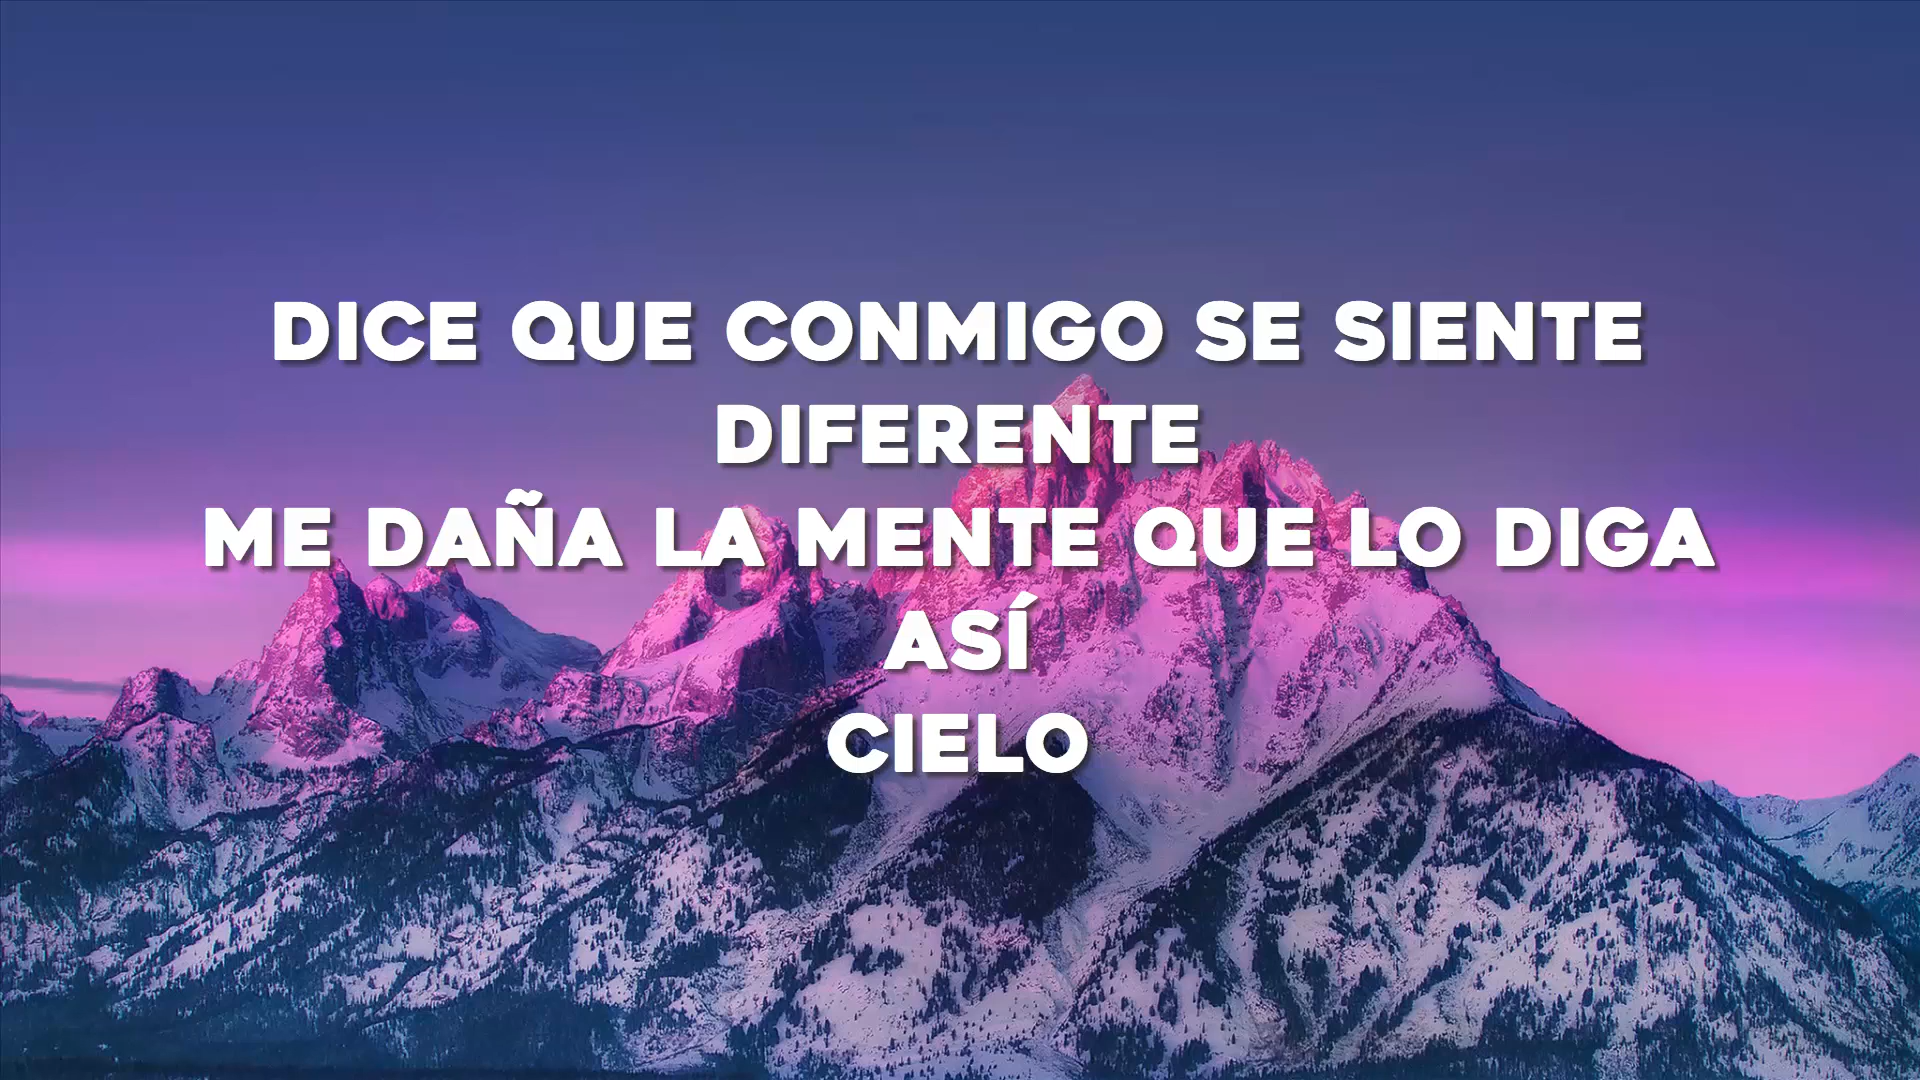 DICE QUE CONMIGO SE SIENTE
DIFERENTE
ME DAÑA LA MENTE QUE LO DIGA
ASÍ
CIELO